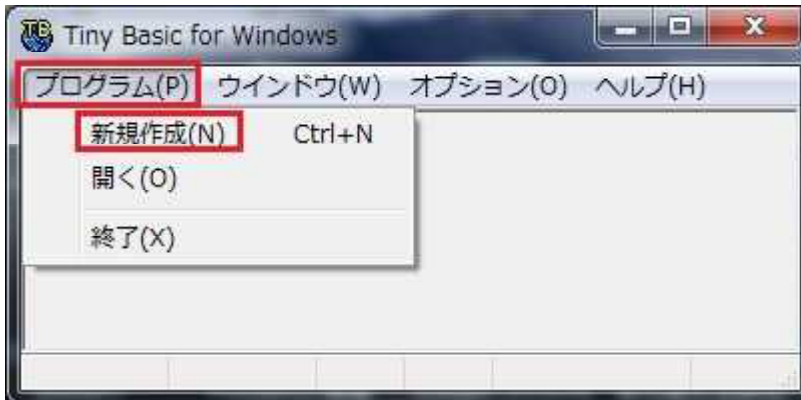 Tiny Basic for Windows
プログラム(P) ウインドウ(W) オプション(O) ヘルプ(H)
新規作成(N) Ctrl+N
開く(O)
終了(X)